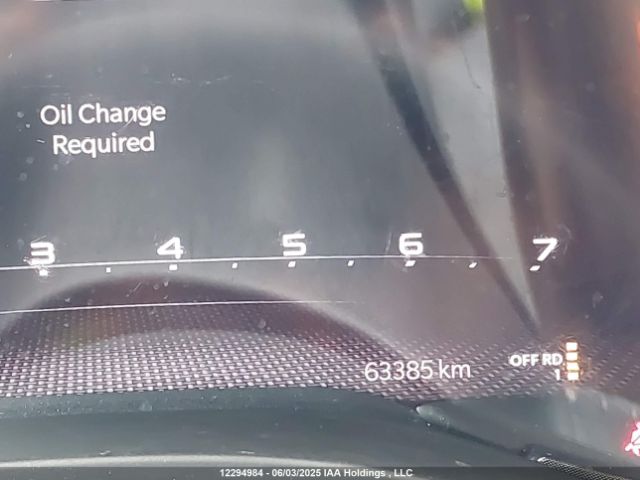 Oil Change
Required
3 4 5 6 7
OFF RD
63385 km
1
12294984 - 06/03/2025 IAA Holdings , LLC